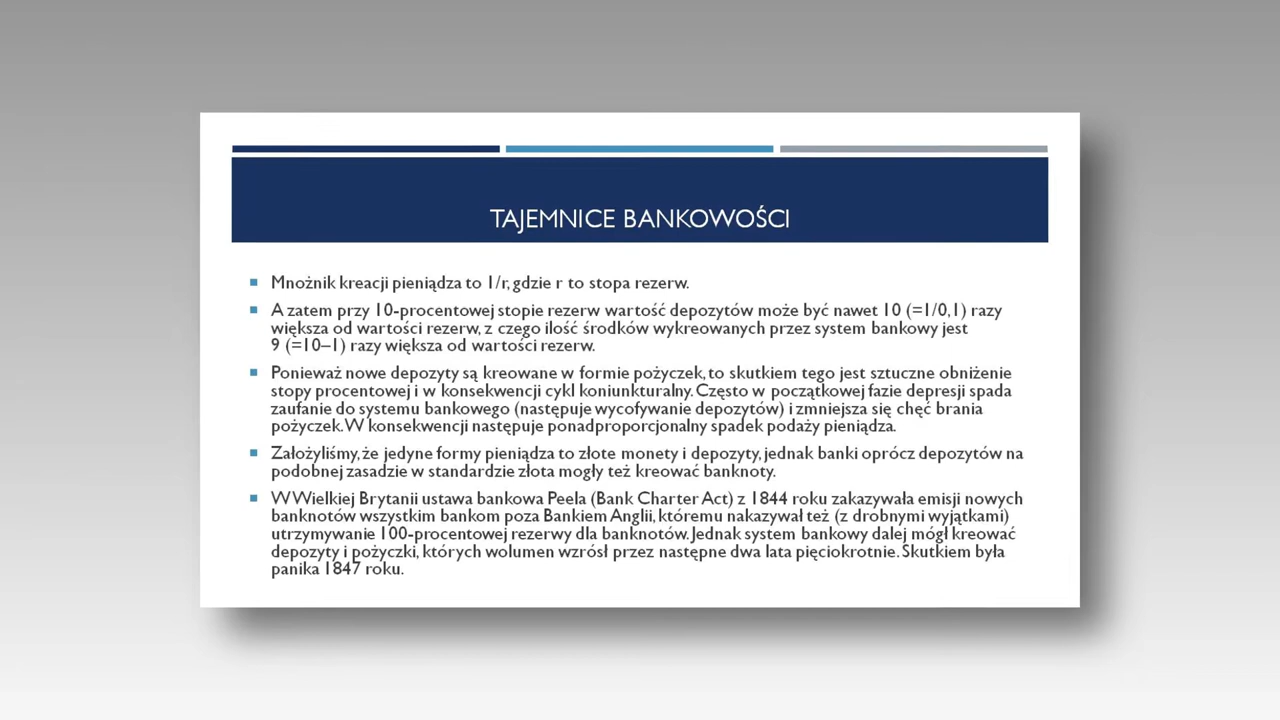 TAJEMNICE BANKOWOŚCI
Mnożnik kreacji pieniądza to 1/r, gdzie r to stopa rezerw.
A zatem przy 10-procentowej stopie rezerw wartość depozytów może być nawet 10 (=1/0,1) razy
większa od wartości rezerw, z czego ilość środków wykreowanych przez system bankowy jest
9 (=10–1) razy większa od wartości rezerw.
Ponieważ nowe depozyty są kreowane w formie pożyczek, to skutkiem tego jest sztuczne obniżenie
stopy procentowej i w konsekwencji cykl koniunkturalny. Często w początkowej fazie depresji spada
zaufanie do systemu bankowego (następuje wycofywanie depozytów) i zmniejsza się chęć brania
pożyczek. W konsekwencji następuje ponadproporcjonalny spadek podaży pieniądza.
Założyliśmy, że jedyne formy pieniądza to złote monety i depozyty, jednak banki oprócz depozytów na
podobnej zasadzie w standardzie złota mogły też kreować banknoty.
W Wielkiej Brytanii ustawa bankowa Peela (Bank Charter Act) z 1844 roku zakazywała emisji nowych
banknotów wszystkim bankom poza Bankiem Anglii, któremu nakazywał też (z drobnymi wyjątkami)
utrzymywanie 100-procentowej rezerwy dla banknotów. Jednak system bankowy dalej mógł kreować
depozyty i pożyczki, których wolumen wzrósł przez następne dwa lata pięciokrotnie. Skutkiem była
panika 1847 roku.